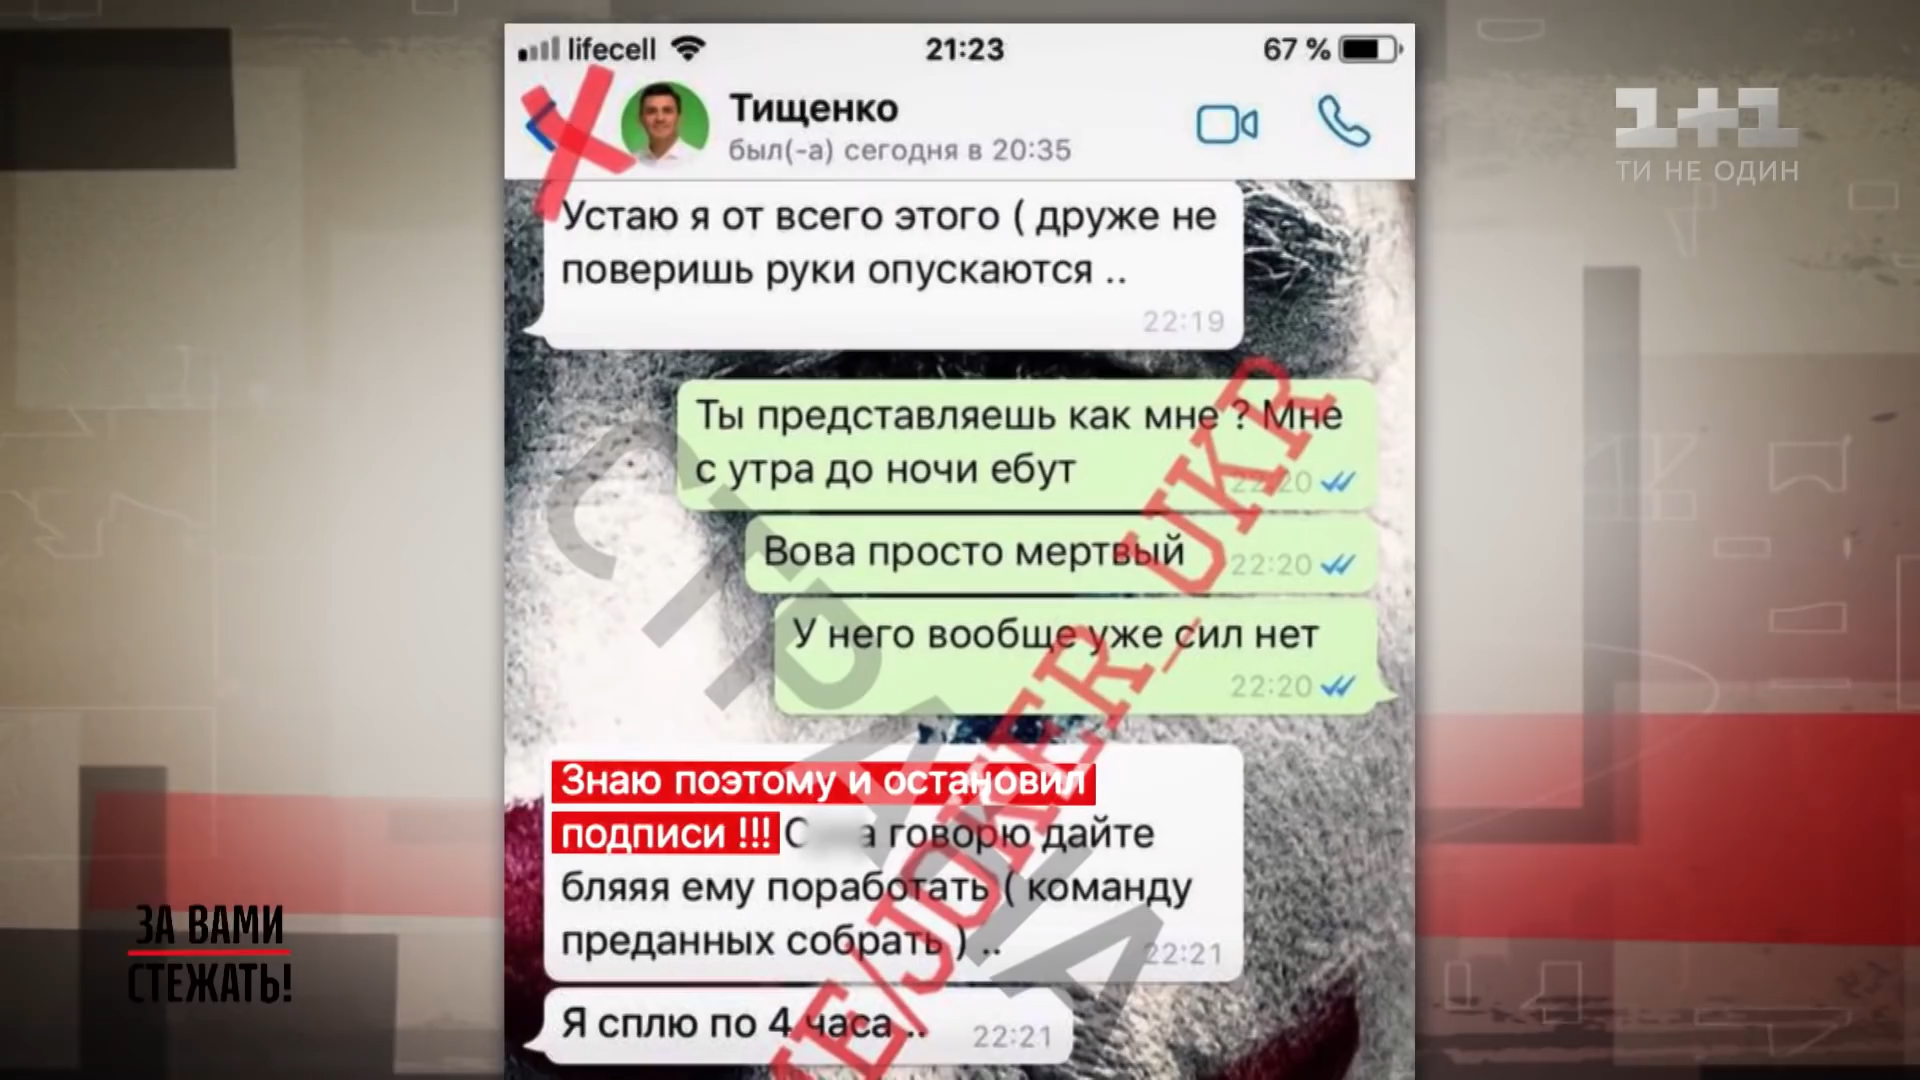 lifecell 21:23 67 %
Тищенко
был(-а) сегодня в 20:35
1+1
ТИ НЕ ОДИН
Устаю я от всего этого ( друже не
поверишь руки опускаются ..
22:19
Ты представляешь как мне ? Мне
с утра до ночи ебут
22:20
Вова просто мертвый 22:20
У него вообще уже сил нет
22:20
Знаю поэтому и остановил
подписи !!! С а говорю дайте
бляяя ему поработать ( команду
преданных собрать ) ..
22:21
Я сплю по 4 часа .. 22:21
СТРАНА
E/JOKER_UKR
ЗА ВАМИ
СТЕЖАТЬ!